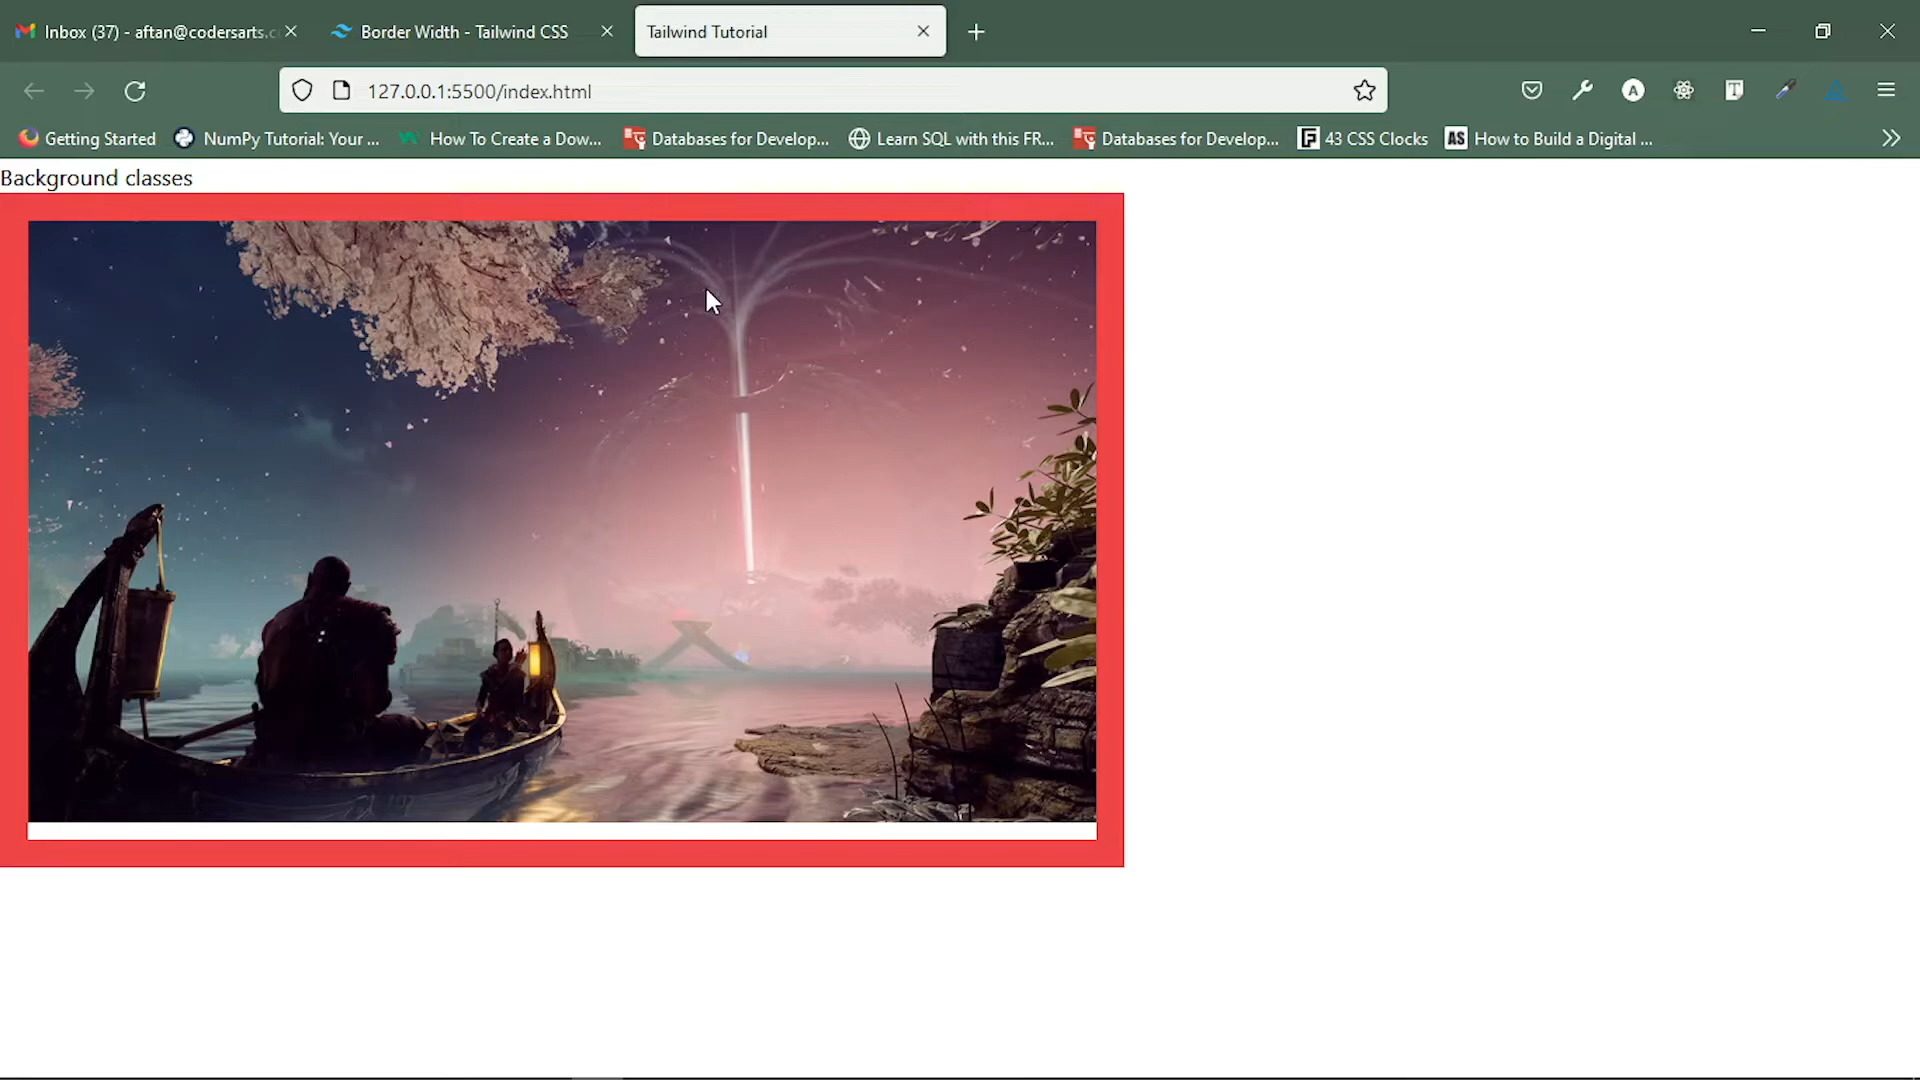 Inbox (37) - aftan@codersarts.c
Border Width - Tailwind CSS
Tailwind Tutorial
127.0.0.1:5500/index.html
A
T
Getting Started
NumPy Tutorial: Your ...
How To Create a Dow...
Databases for Develop...
Learn SQL with this FR...
Databases for Develop...
F 43 CSS Clocks
AS How to Build a Digital ...
Background classes